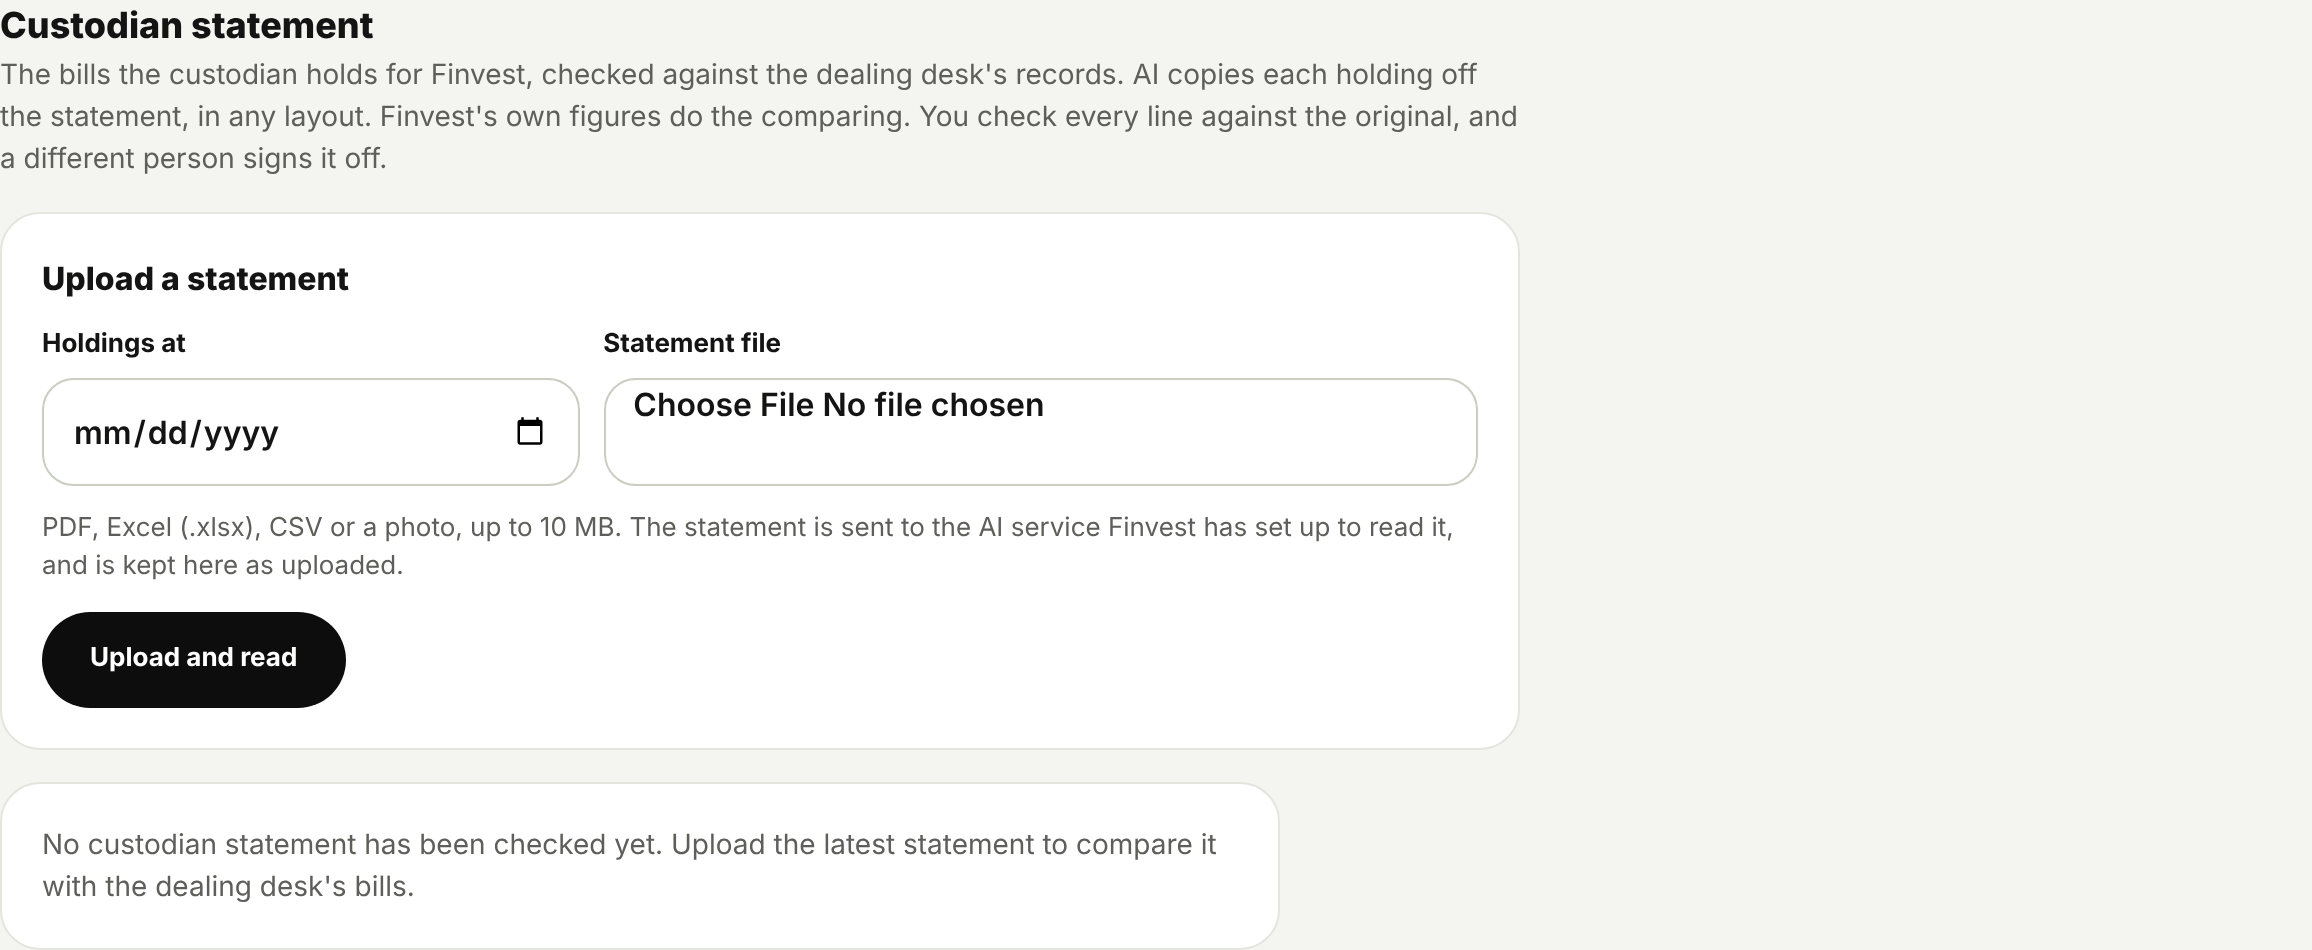 Custodian statement
The bills the custodian holds for Finvest, checked against the dealing desk's records. AI copies each holding off
the statement, in any layout. Finvest's own figures do the comparing. You check every line against the original, and
a different person signs it off.
Upload a statement
Holdings at
Statement file
mm/dd/yyyy
Choose File No file chosen
PDF, Excel (.xlsx), CSV or a photo, up to 10 MB. The statement is sent to the AI service Finvest has set up to read it,
and is kept here as uploaded.
Upload and read
No custodian statement has been checked yet. Upload the latest statement to compare it
with the dealing desk's bills.